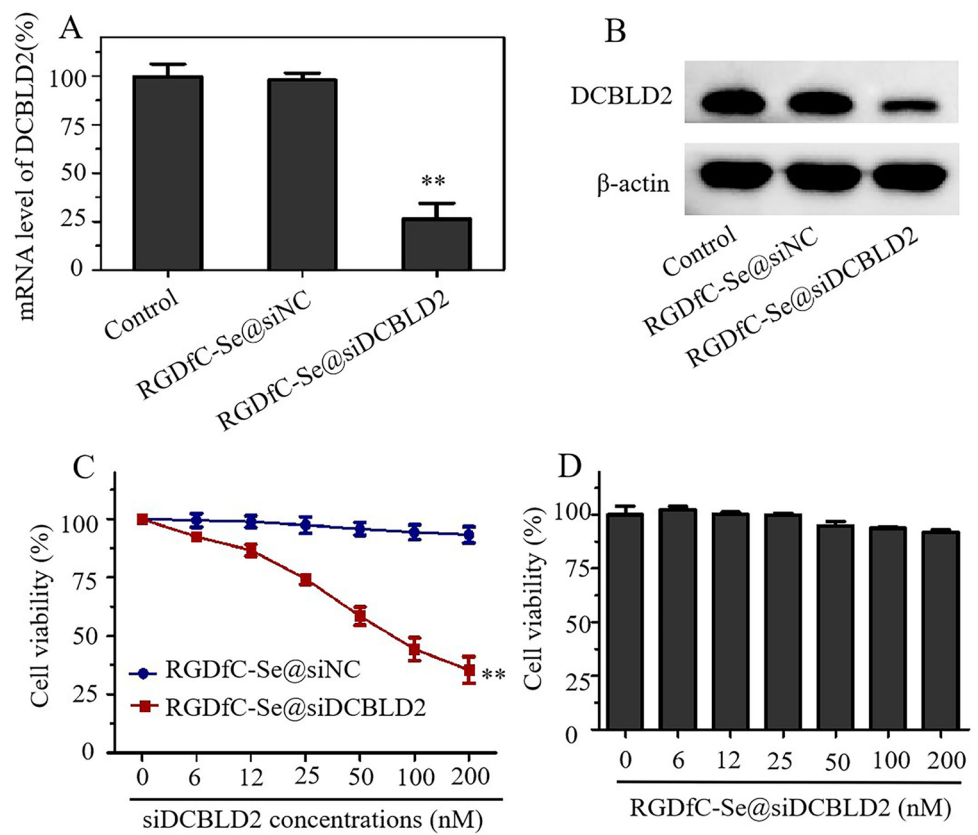 A
mRNA level of DCBLD2(%)
100
75
50
25
0
**
Control
RGDfC-Se@siNC
RGDfC-Se@siDCBLD2
B
DCBLD2
β-actin
Control
RGDfC-Se@siNC
RGDfC-Se@siDCBLD2
C
Cell viability (%)
100
75
50
25
0
RGDfC-Se@siNC
RGDfC-Se@siDCBLD2
**
0 6 12 25 50 100 200
siDCBLD2 concentrations (nM)
D
Cell viability (%)
100
75
50
25
0
0 6 12 25 50 100 200
RGDfC-Se@siDCBLD2 (nM)